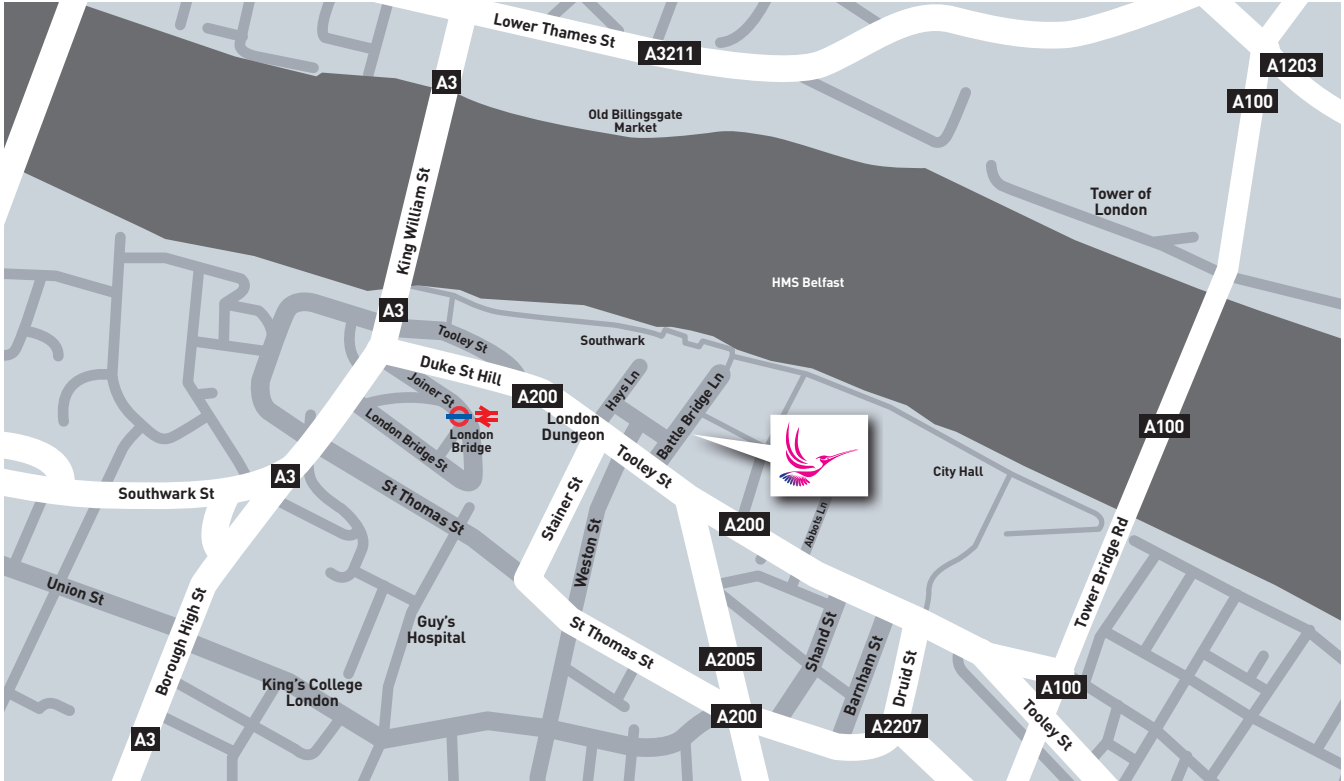 Lower Thames St
A3211
A3
A1203
A100
Old Billingsgate
Market
Tower of
London
King William St
HMS Belfast
A3
Tooley St
Southwark
Duke St Hill
Joiner St
A200
Hays Ln
Battle Bridge Ln
London
Bridge
London Bridge St
London
Dungeon
A100
Tooley St
City Hall
A3
Southwark St
St Thomas St
Stainer St
Weston St
A200
Abbots Ln
Tower Bridge Rd
Union St
Borough High St
Guy's
Hospital
St Thomas St
A2005
Shand St
Barnham St
Druid St
King's College
London
A100
A200
A2207
Tooley St
A3